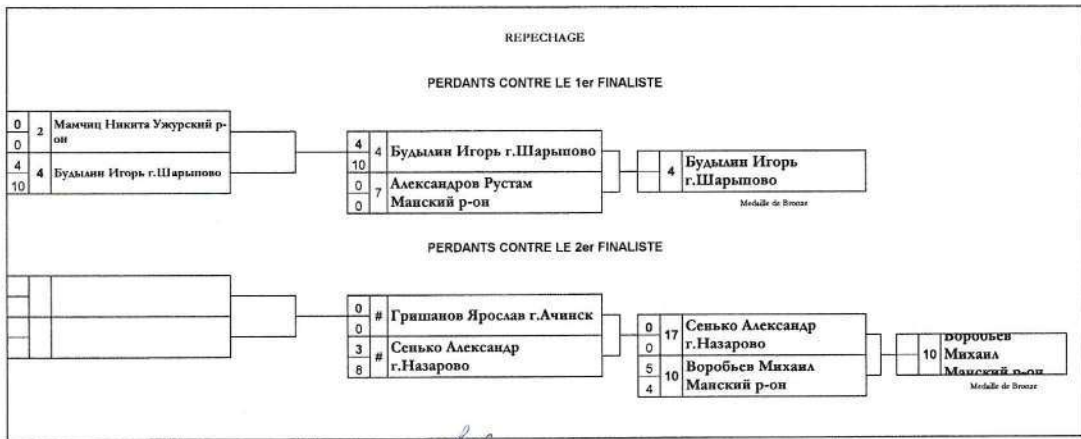 REPECHAGE
PERDANTS CONTRE LE 1er FINALISTE
0
0
2
Мамчиц Никита Ужурский р-
он
4
10
4
Будылин Игорь г.Шарыпово
4
10
4
Будылин Игорь г.Шарыпово
0
0
7
Александров Рустам
Манский р-он
4
Будылин Игорь
г.Шарыпово
Medaille de Bronze
PERDANTS CONTRE LE 2er FINALISTE
0
0
#
Гришанов Ярослав г.Ачинск
3
8
#
Сенько Александр
г.Назарово
0
0
17
Сенько Александр
г.Назарово
5
4
10
Воробьев Михаил
Манский р-он
10
Воробьев
Михаил
Манский р-он
Medaille de Bronze